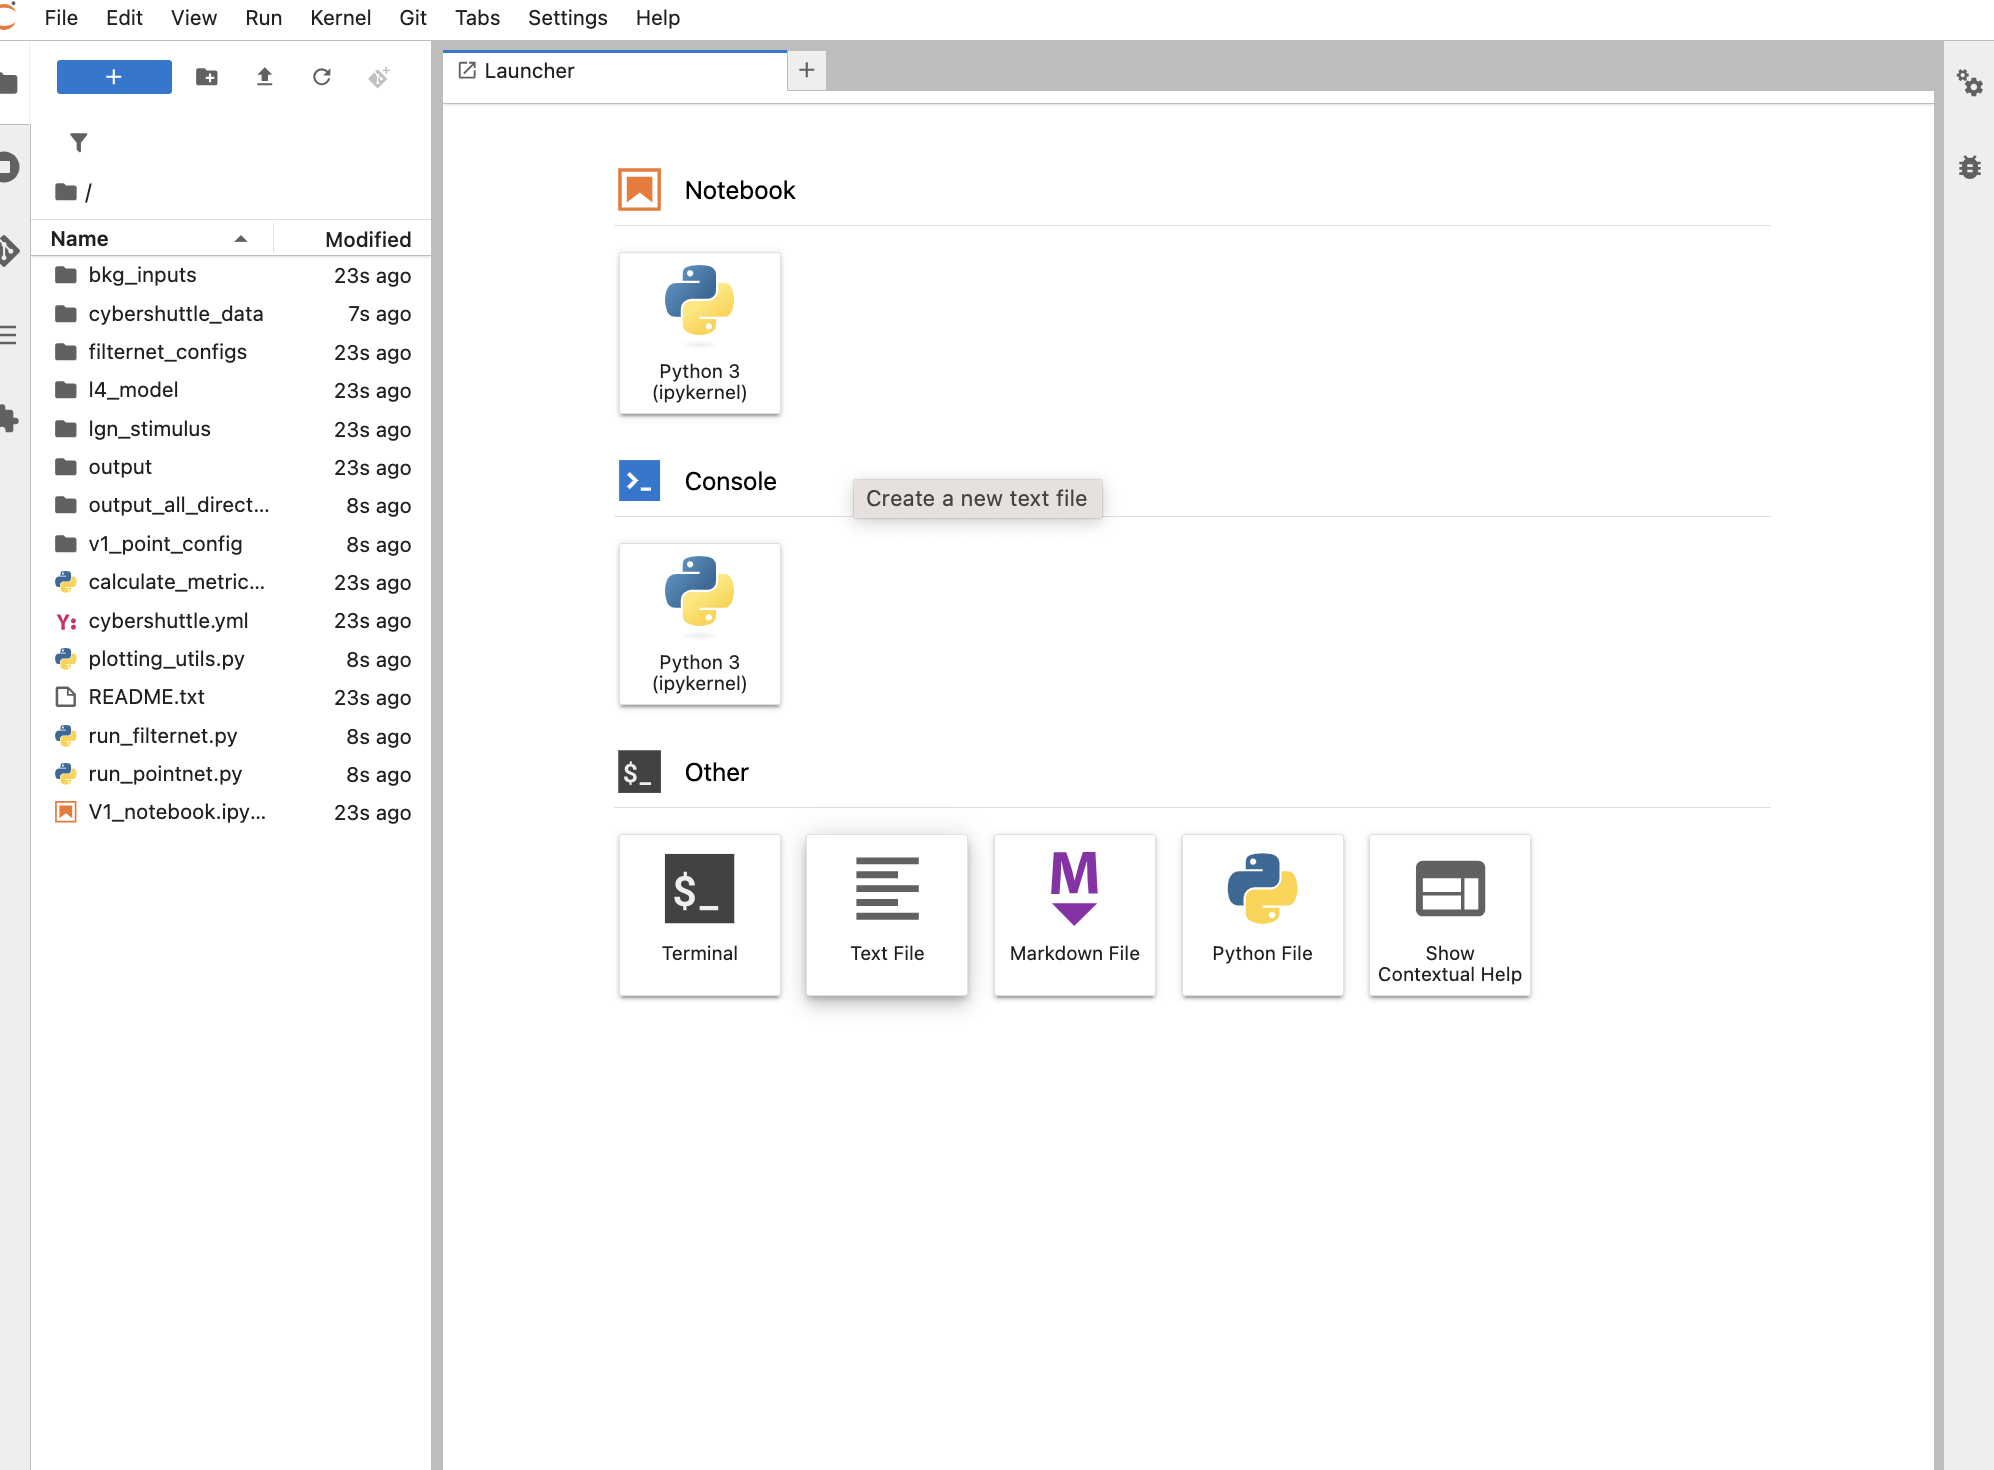 File Edit View Run Kernel Git Tabs Settings Help
+
Launcher
+
/
Name Modified
bkg_inputs 23s ago
cybershuttle_data 7s ago
filternet_configs 23s ago
l4_model 23s ago
lgn_stimulus 23s ago
output 23s ago
output_all_direct... 8s ago
v1_point_config 8s ago
calculate_metric... 23s ago
Y: cybershuttle.yml 23s ago
plotting_utils.py 8s ago
README.txt 23s ago
run_filternet.py 8s ago
run_pointnet.py 8s ago
V1_notebook.ipy... 23s ago
Notebook
Python 3
(ipykernel)
>_ Console
Create a new text file
Python 3
(ipykernel)
$_ Other
$_
Terminal
Text File
M
Markdown File
Python File
Show
Contextual Help